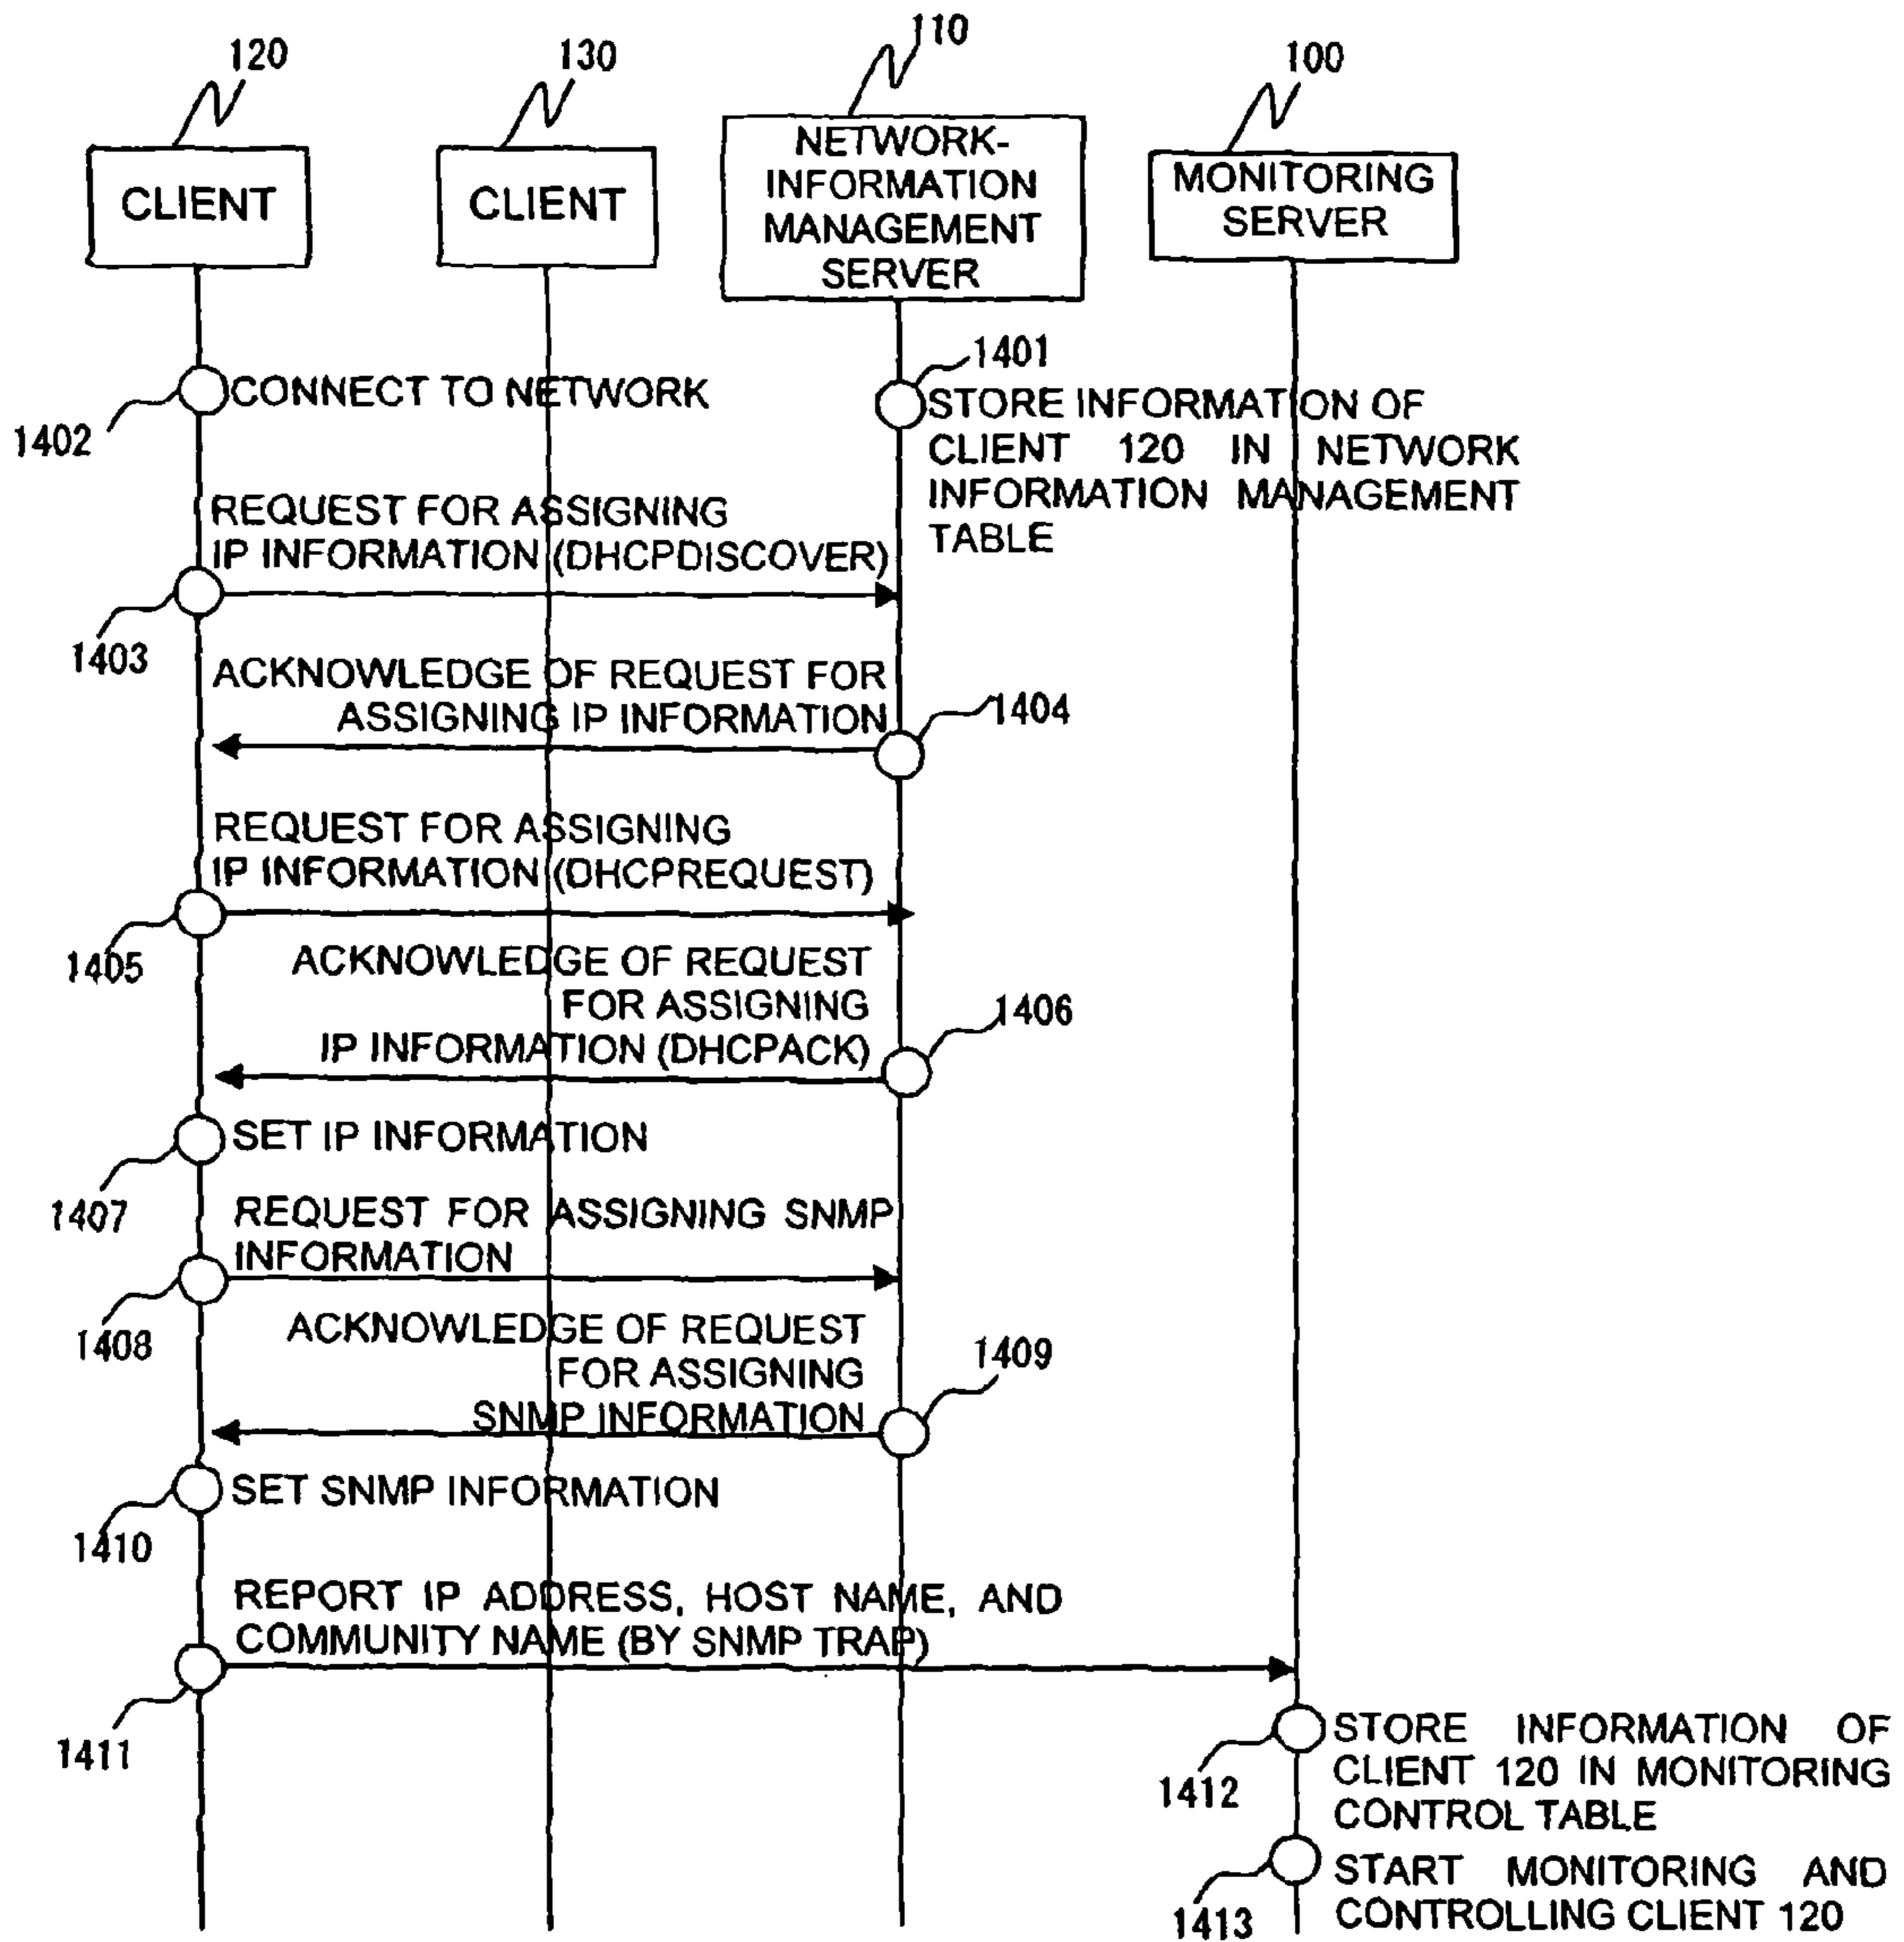 120
130
110
100
CLIENT
CLIENT
NETWORK-
INFORMATION
MANAGEMENT
SERVER
MONITORING
SERVER
1401
CONNECT TO NETWORK
1402
STORE INFORMATION OF
CLIENT 120 IN NETWORK
INFORMATION MANAGEMENT
TABLE
REQUEST FOR ASSIGNING
IP INFORMATION (DHCPDISCOVER)
1403
ACKNOWLEDGE OF REQUEST FOR
ASSIGNING IP INFORMATION
1404
REQUEST FOR ASSIGNING
IP INFORMATION (DHCPREQUEST)
1405
ACKNOWLEDGE OF REQUEST
FOR ASSIGNING
IP INFORMATION (DHCPACK)
1406
SET IP INFORMATION
1407
REQUEST FOR ASSIGNING SNMP
INFORMATION
1408
ACKNOWLEDGE OF REQUEST
FOR ASSIGNING
SNMP INFORMATION
1409
SET SNMP INFORMATION
1410
REPORT IP ADDRESS, HOST NAME, AND
COMMUNITY NAME (BY SNMP TRAP)
1411
STORE INFORMATION OF
CLIENT 120 IN MONITORING
CONTROL TABLE
1412
START MONITORING AND
CONTROLLING CLIENT 120
1413